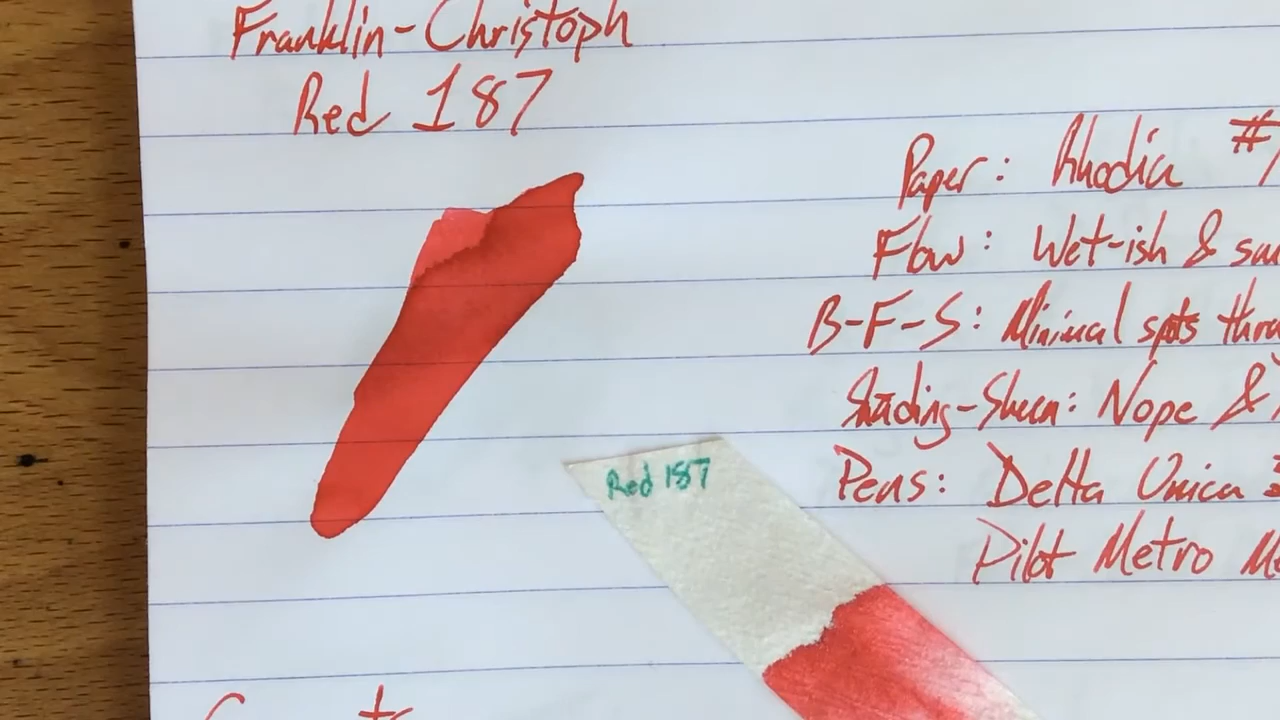 Franklin-Christoph
Red 187
Paper: Rhodia #
Flow: Wet-ish &
B-F-S: Minimal spots
Shading-Sheen: Nope &
Pens: Delta Unica
Pilot Metro
Red 187